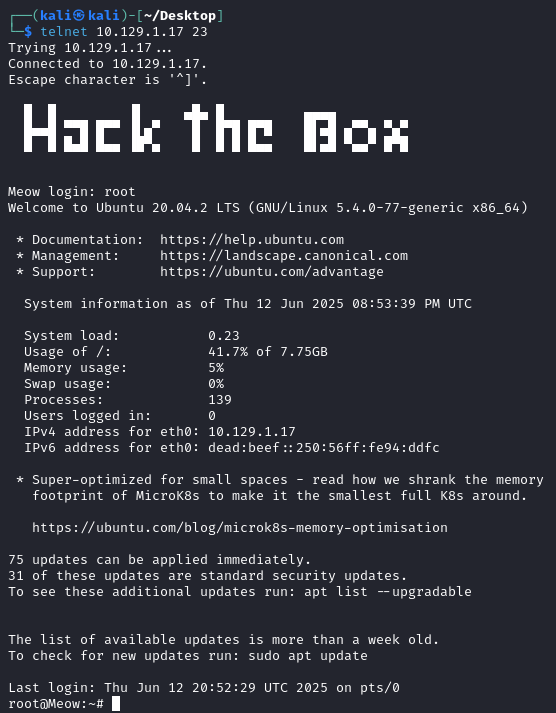 ┌──(kali㉿kali)-[~/Desktop]
└─$ telnet 10.129.1.17 23
Trying 10.129.1.17...
Connected to 10.129.1.17.
Escape character is '^]'.
Hack the Box
Meow login: root
Welcome to Ubuntu 20.04.2 LTS (GNU/Linux 5.4.0-77-generic x86_64)
* Documentation:  https://help.ubuntu.com
* Management:     https://landscape.canonical.com
* Support:        https://ubuntu.com/advantage
System information as of Thu 12 Jun 2025 08:53:39 PM UTC
System load:           0.23
Usage of /:            41.7% of 7.75GB
Memory usage:          5%
Swap usage:            0%
Processes:             139
Users logged in:       0
IPv4 address for eth0: 10.129.1.17
IPv6 address for eth0: dead:beef::250:56ff:fe94:ddfc
* Super-optimized for small spaces - read how we shrank the memory
footprint of MicroK8s to make it the smallest full K8s around.
https://ubuntu.com/blog/microk8s-memory-optimisation
75 updates can be applied immediately.
31 of these updates are standard security updates.
To see these additional updates run: apt list --upgradable
The list of available updates is more than a week old.
To check for new updates run: sudo apt update
Last login: Thu Jun 12 20:52:29 UTC 2025 on pts/0
root@Meow:~#